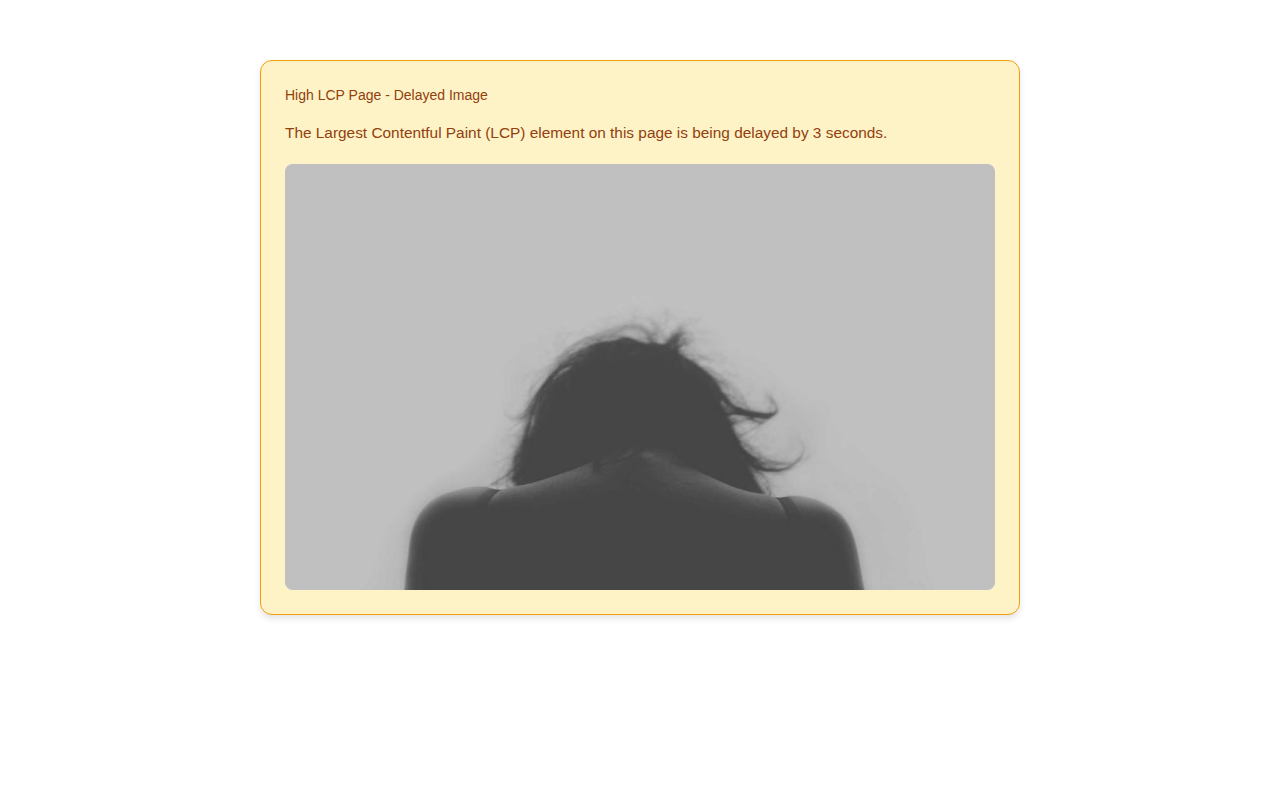 High LCP Page - Delayed Image
The Largest Contentful Paint (LCP) element on this page is being delayed by 3 seconds.